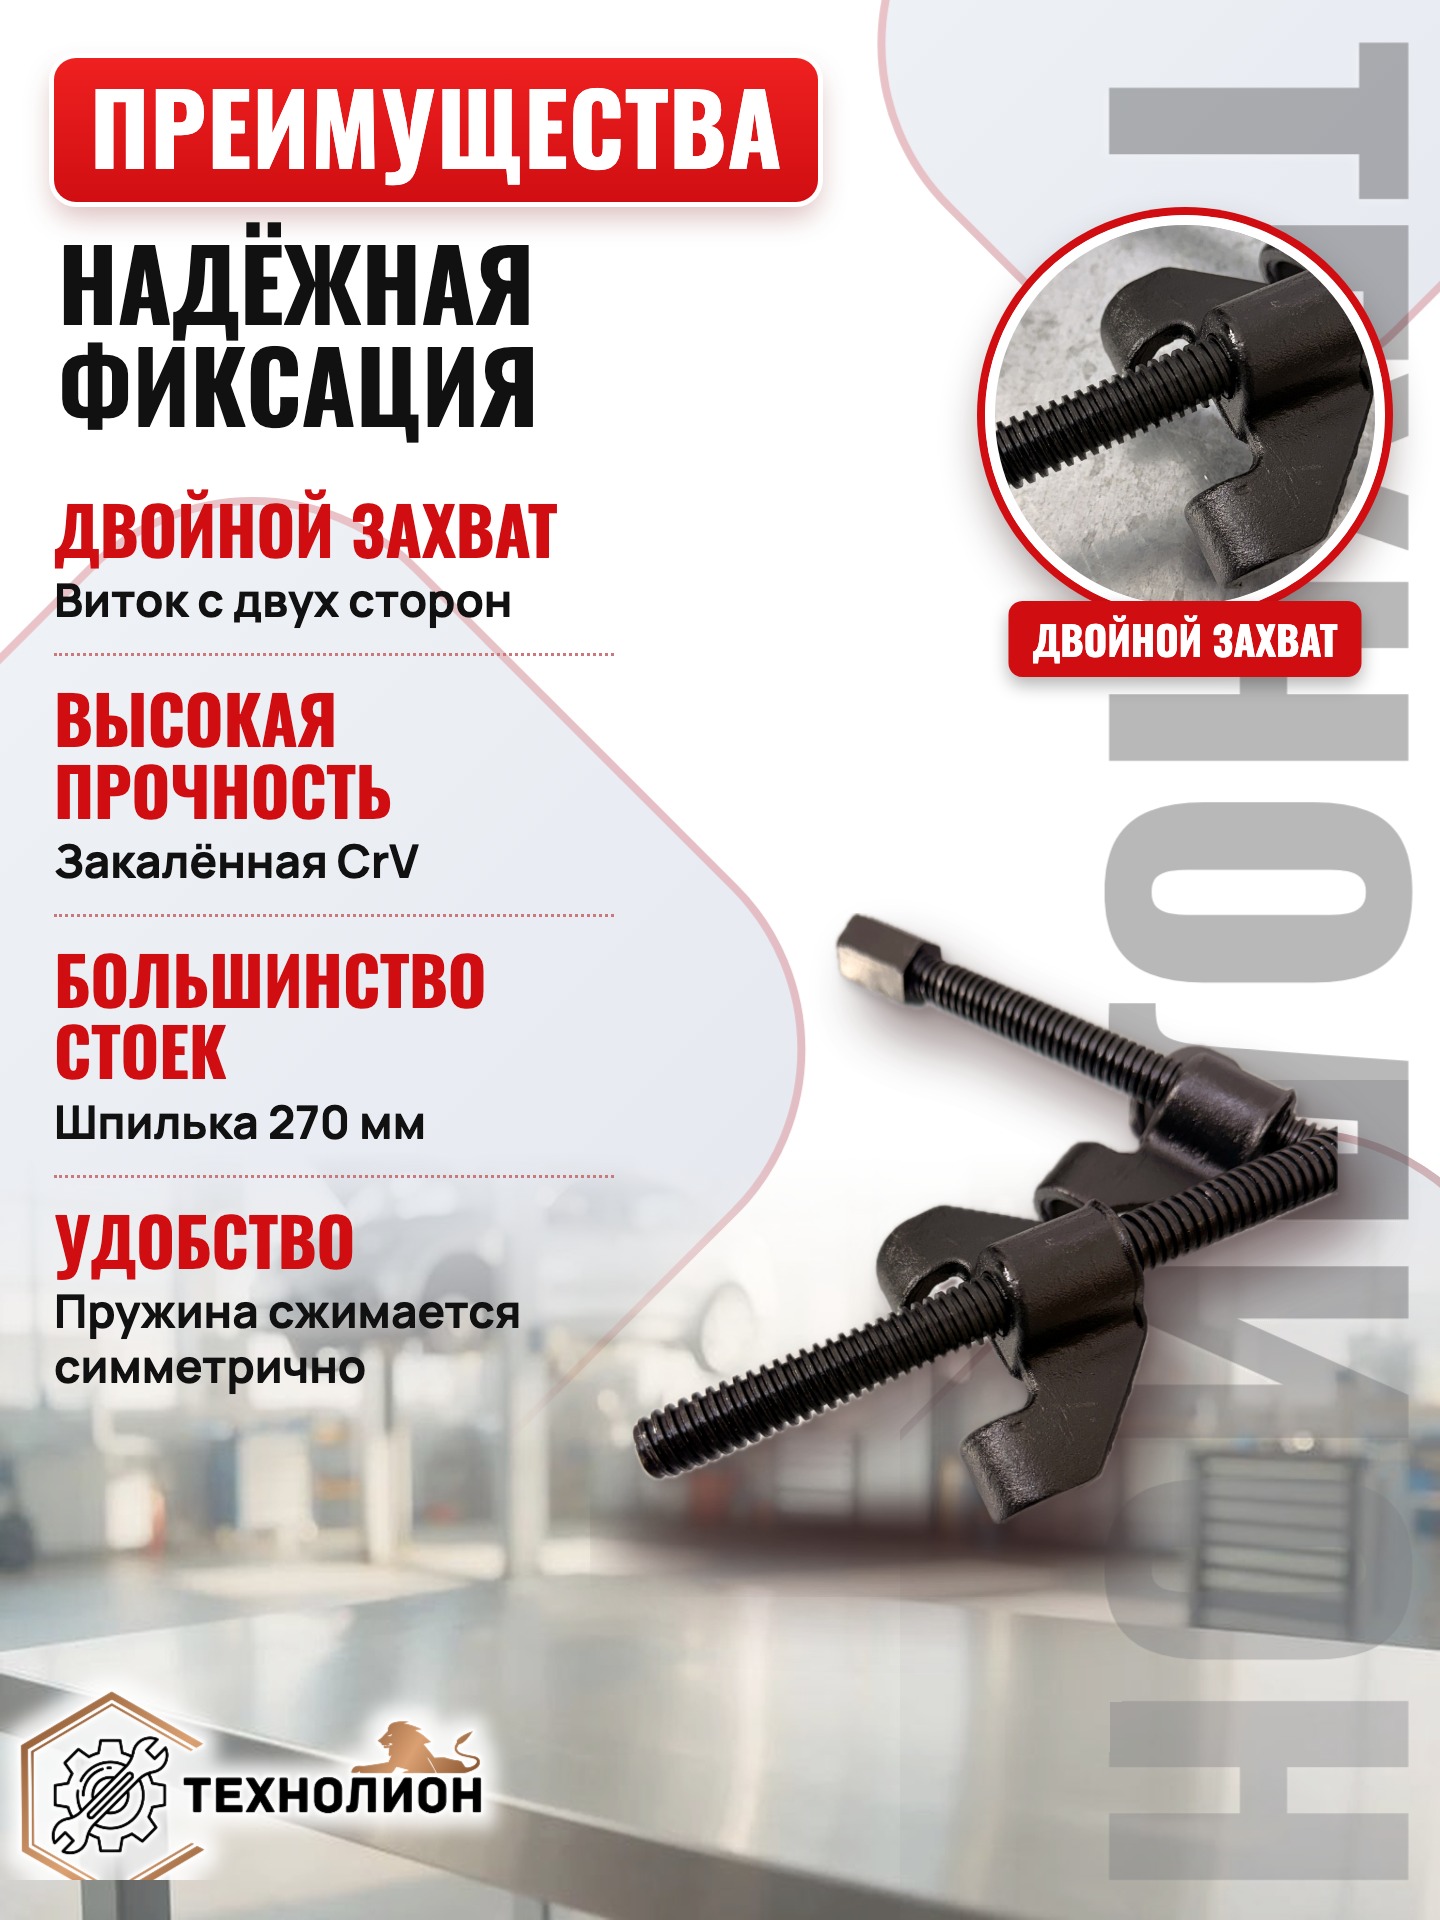 ПРЕИМУЩЕСТВА
НАДЁЖНАЯ
ФИКСАЦИЯ
ДВОЙНОЙ ЗАХВАТ
Виток с двух сторон
ВЫСОКАЯ
ПРОЧНОСТЬ
Закалённая CrV
БОЛЬШИНСТВО
СТОЕК
Шпилька 270 мм
УДОБСТВО
Пружина сжимается
симметрично
ДВОЙНОЙ ЗАХВАТ
ТЕХНОЛИОН